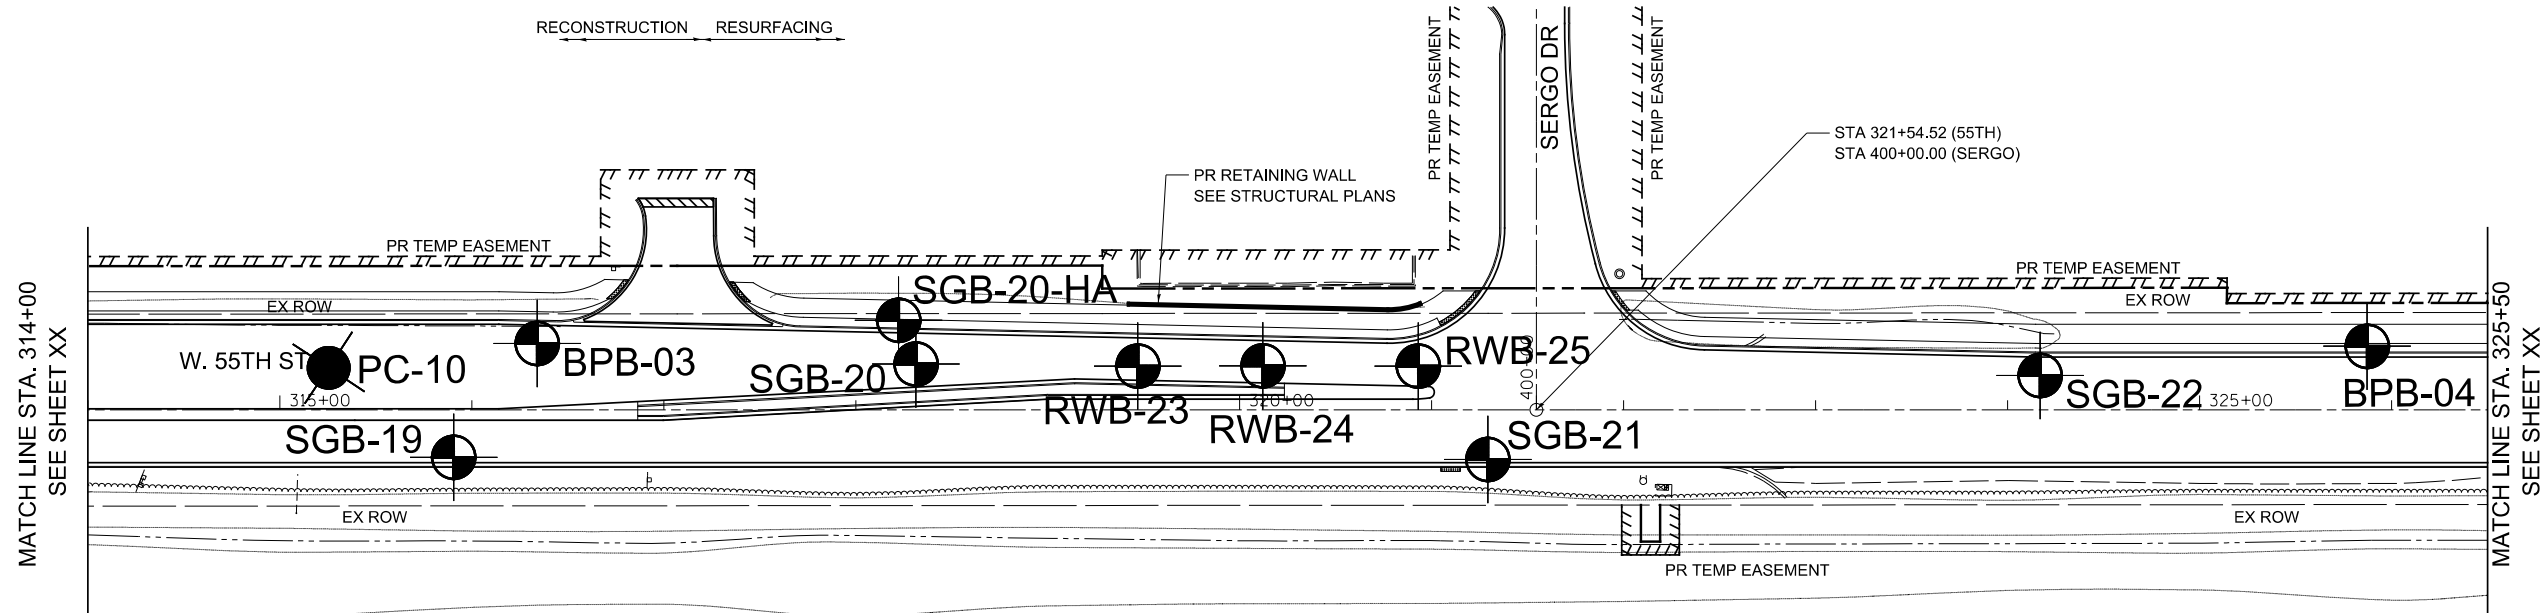 RECONSTRUCTION
RESURFACING
PR TEMP EASEMENT
SERGO DR
PR TEMP EASEMENT
STA 321+54.52 (55TH)
STA 400+00.00 (SERGO)
PR RETAINING WALL
SEE STRUCTURAL PLANS
PR TEMP EASEMENT
PR TEMP EASEMENT
MATCH LINE STA. 314+00
SEE SHEET XX
EX ROW
SGB-20-HA
EX ROW
MATCH LINE STA. 325+50
SEE SHEET XX
W. 55TH ST
PC-10
BPB-03
SGB-20
RWB-25
400+00
SGB-22
BPB-04
315+00
RWB-23
320+00
325+00
SGB-19
RWB-24
SGB-21
EX ROW
EX ROW
PR TEMP EASEMENT